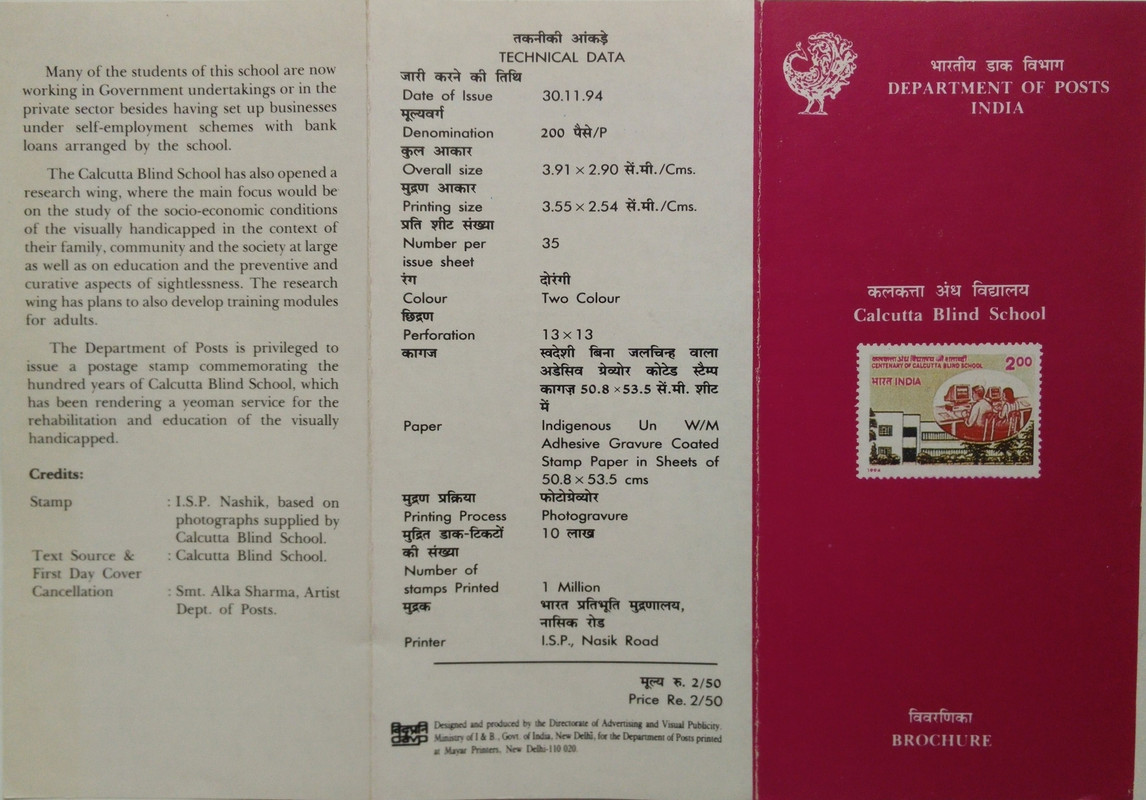 Many of the students of this school are now
working in Government undertakings or in the
private sector besides having set up businesses
under self-employment schemes with bank
loans arranged by the school.
The Calcutta Blind School has also opened a
research wing, where the main focus would be
on the study of the socio-economic conditions
of the visually handicapped in the context of
their family, community and the society at large
as well as on education and the preventive and
curative aspects of sightlessness. The research
wing has plans to also develop training modules
for adults.
The Department of Posts is privileged to
issue a postage stamp commemorating the
hundred years of Calcutta Blind School, which
has been rendering a yeoman service for the
rehabilitation and education of the visually
handicapped.
Credits:
Stamp : I.S.P. Nashik, based on
photographs supplied by
Calcutta Blind School.
Text Source & : Calcutta Blind School.
First Day Cover
Cancellation : Smt. Alka Sharma, Artist
Dept. of Posts.
तकनीकी आंकड़े
TECHNICAL DATA
जारी करने की तिथि
Date of Issue 30.11.94
मूल्यवर्ग
Denomination 200 पैसे/P
कुल आकार
Overall size 3.91 × 2.90 सें.मी./Cms.
मुद्रण आकार
Printing size 3.55 × 2.54 सें.मी./Cms.
प्रति शीट संख्या
Number per 35
issue sheet
रंग दोरंगी
Colour Two Colour
छिद्रण
Perforation 13 × 13
कागज स्वदेशी बिना जलचिन्ह वाला
अडेसिव ग्रेव्योर कोटेड स्टैम्प
कागज़ 50.8 ×53.5 सें.मी. शीट
में
Paper Indigenous Un W/M
Adhesive Gravure Coated
Stamp Paper in Sheets of
50.8 × 53.5 cms
मुद्रण प्रक्रिया फोटोग्रेव्योर
Printing Process Photogravure
मुद्रित डाक-टिकटों 10 लाख
की संख्या
Number of
stamps Printed 1 Million
मुद्रक भारत प्रतिभूति मुद्रणालय,
नासिक रोड
Printer I.S.P., Nasik Road
मूल्य रु. 2/50
Price Re. 2/50
विदृप्रनि
davp
Designed and produced by the Directorate of Advertising and Visual Publicity.
Ministry of I & B., Govt. of India, New Delhi, for the Department of Posts printed
at Mayar Printers, New Delhi-110 020.
भारतीय डाक विभाग
DEPARTMENT OF POSTS
INDIA
कलकत्ता अंध विद्यालय
Calcutta Blind School
कलकत्ता अंध विद्यालय की शताब्दी
CENTENARY OF CALCUTTA BLIND SCHOOL
200
भारत INDIA
1994
विवरणिका
BROCHURE